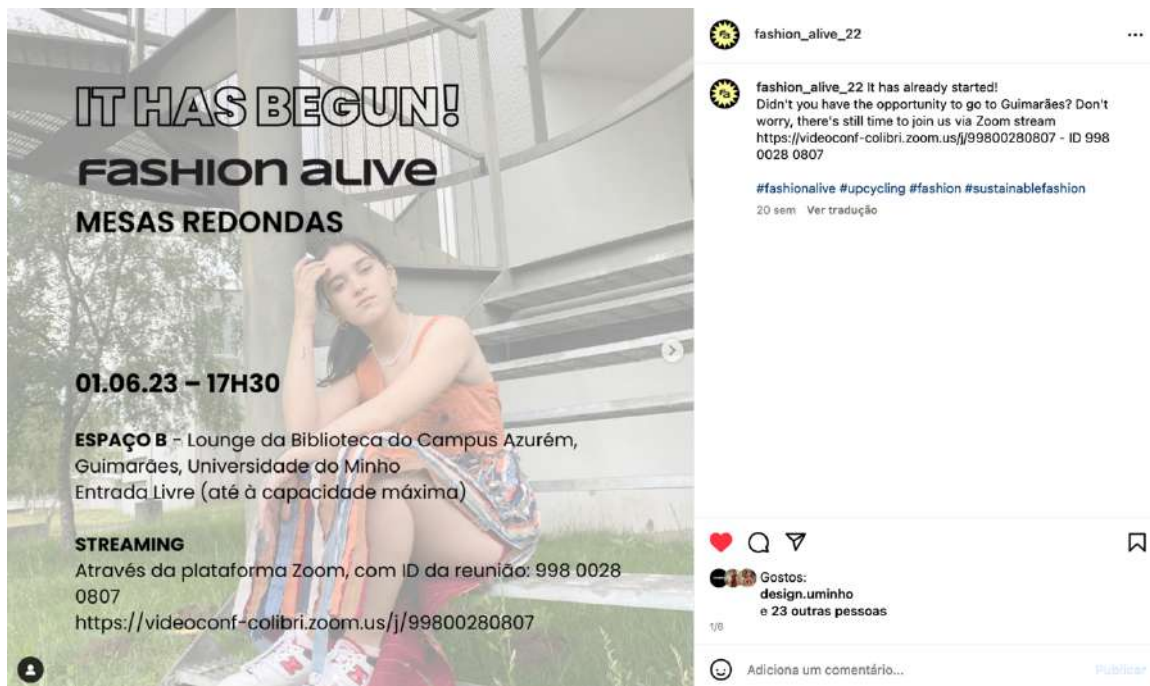 IT HAS BEGUN!
FASHION ALIVE
MESAS REDONDAS
01.06.23 – 17H30
ESPAÇO B - Lounge da Biblioteca do Campus Azurém,
Guimarães, Universidade do Minho
Entrada Livre (até à capacidade máxima)
STREAMING
Através da plataforma Zoom, com ID da reunião: 998 0028
0807
https://videoconf-colibri.zoom.us/j/99800280807
fashion_alive_22
fashion_alive_22 It has already started!
Didn't you have the opportunity to go to Guimarães? Don't
worry, there's still time to join us via Zoom stream
https://videoconf-colibri.zoom.us/j/99800280807 - ID 998
0028 0807
#fashionalive #upcycling #fashion #sustainablefashion
20 sem Ver tradução
Gostos:
design.uminho
e 23 outras pessoas
1/8
Adiciona um comentário... Publicar